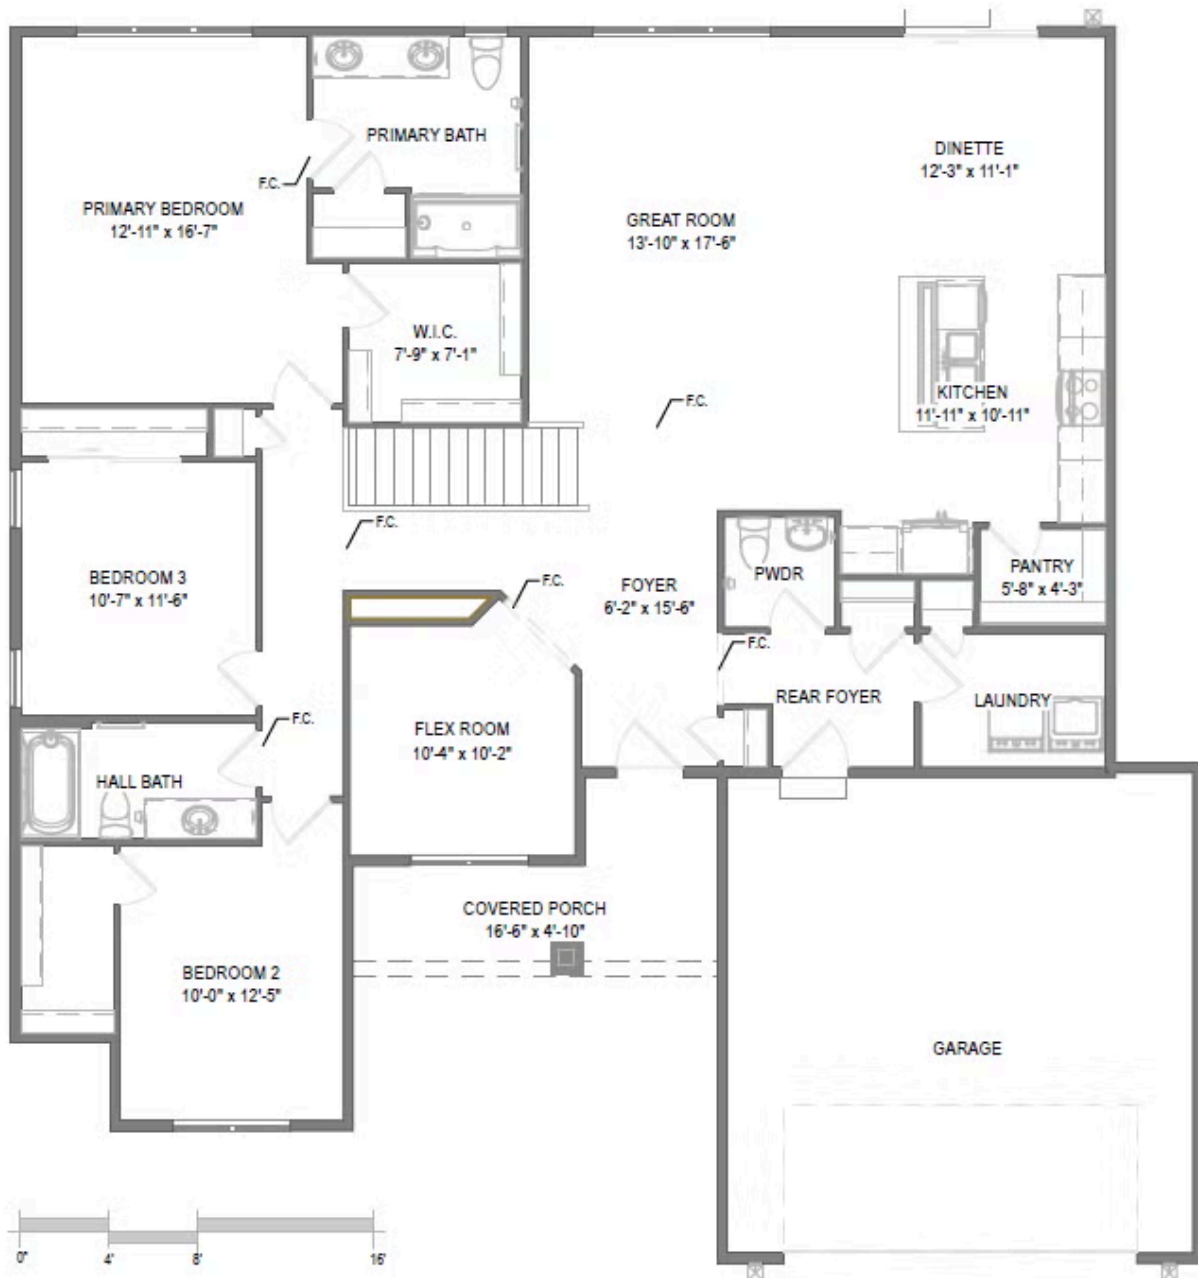 PRIMARY BATH
F.C.
PRIMARY BEDROOM
12'-11" x 16'-7"
DINETTE
12'-3" x 11'-1"
GREAT ROOM
13'-10" x 17'-6"
W.I.C.
7'-9" x 7'-1"
KITCHEN
11'-11" x 10'-11"
F.C.
F.C.
BEDROOM 3
10'-7" x 11'-6"
F.C.
FOYER
6'-2" x 15'-6"
PWDR
PANTRY
5'-8" x 4'-3"
F.C.
REAR FOYER
LAUNDRY
F.C.
FLEX ROOM
10'-4" x 10'-2"
HALL BATH
COVERED PORCH
16'-6" x 4'-10"
BEDROOM 2
10'-0" x 12'-5"
GARAGE
0" 4' 8' 16'